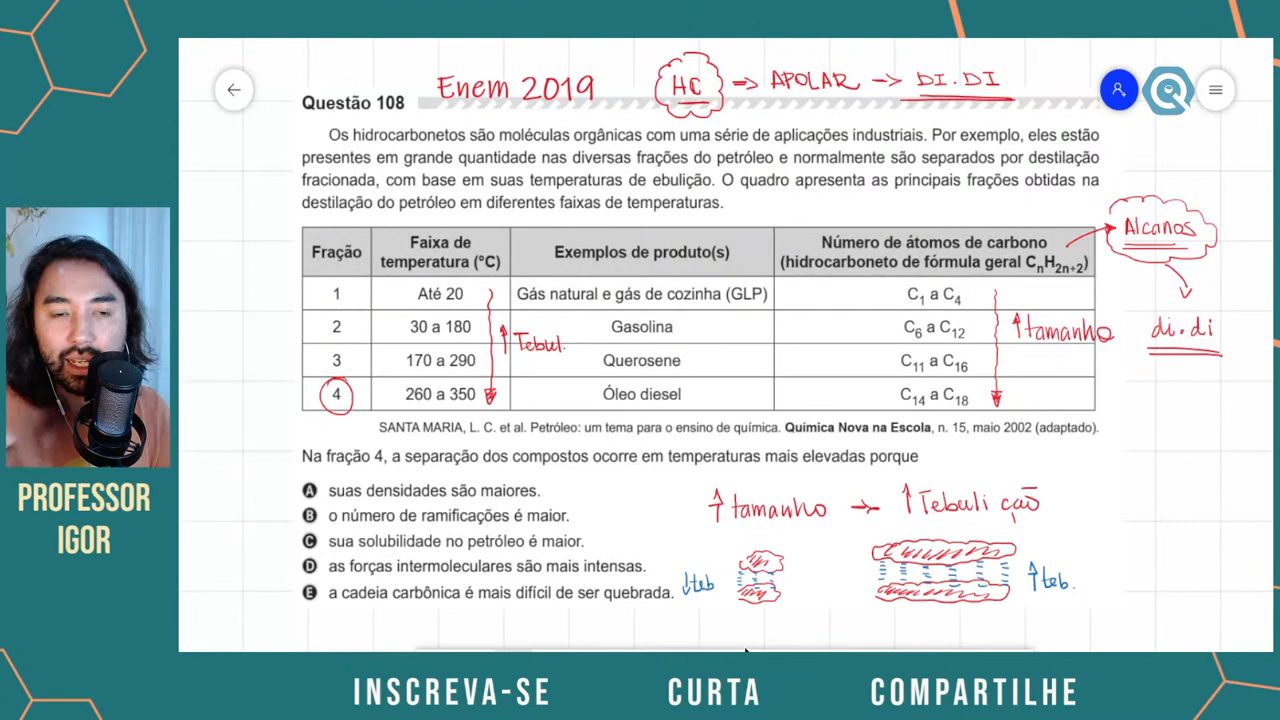 Enem 2019
HC => APOLAR -> DI.DI
Questão 108
Os hidrocarbonetos são moléculas orgânicas com uma série de aplicações industriais. Por exemplo, eles estão
presentes em grande quantidade nas diversas frações do petróleo e normalmente são separados por destilação
fracionada, com base em suas temperaturas de ebulição. O quadro apresenta as principais frações obtidas na
destilação do petróleo em diferentes faixas de temperaturas.
Fração
Faixa de
temperatura (°C)
Exemplos de produto(s)
Número de átomos de carbono
(hidrocarboneto de fórmula geral CₙH₂ₙ₊₂)
Alcanos
di.di
1 Até 20 Gás natural e gás de cozinha (GLP) C₁ a C₄
2 30 a 180 Gasolina C₆ a C₁₂
↑ Tebul.
↑ tamanho
3 170 a 290 Querosene C₁₁ a C₁₆
4 260 a 350 Óleo diesel C₁₄ a C₁₈
SANTA MARIA, L. C. et al. Petróleo: um tema para o ensino de química. Química Nova na Escola, n. 15, maio 2002 (adaptado).
Na fração 4, a separação dos compostos ocorre em temperaturas mais elevadas porque
A suas densidades são maiores.
B o número de ramificações é maior.
C sua solubilidade no petróleo é maior.
D as forças intermoleculares são mais intensas.
E a cadeia carbônica é mais difícil de ser quebrada.
↑ tamanho -> ↑ Tebulição
↓ teb
↑ teb.
PROFESSOR
IGOR
INSCREVA-SE CURTA COMPARTILHE